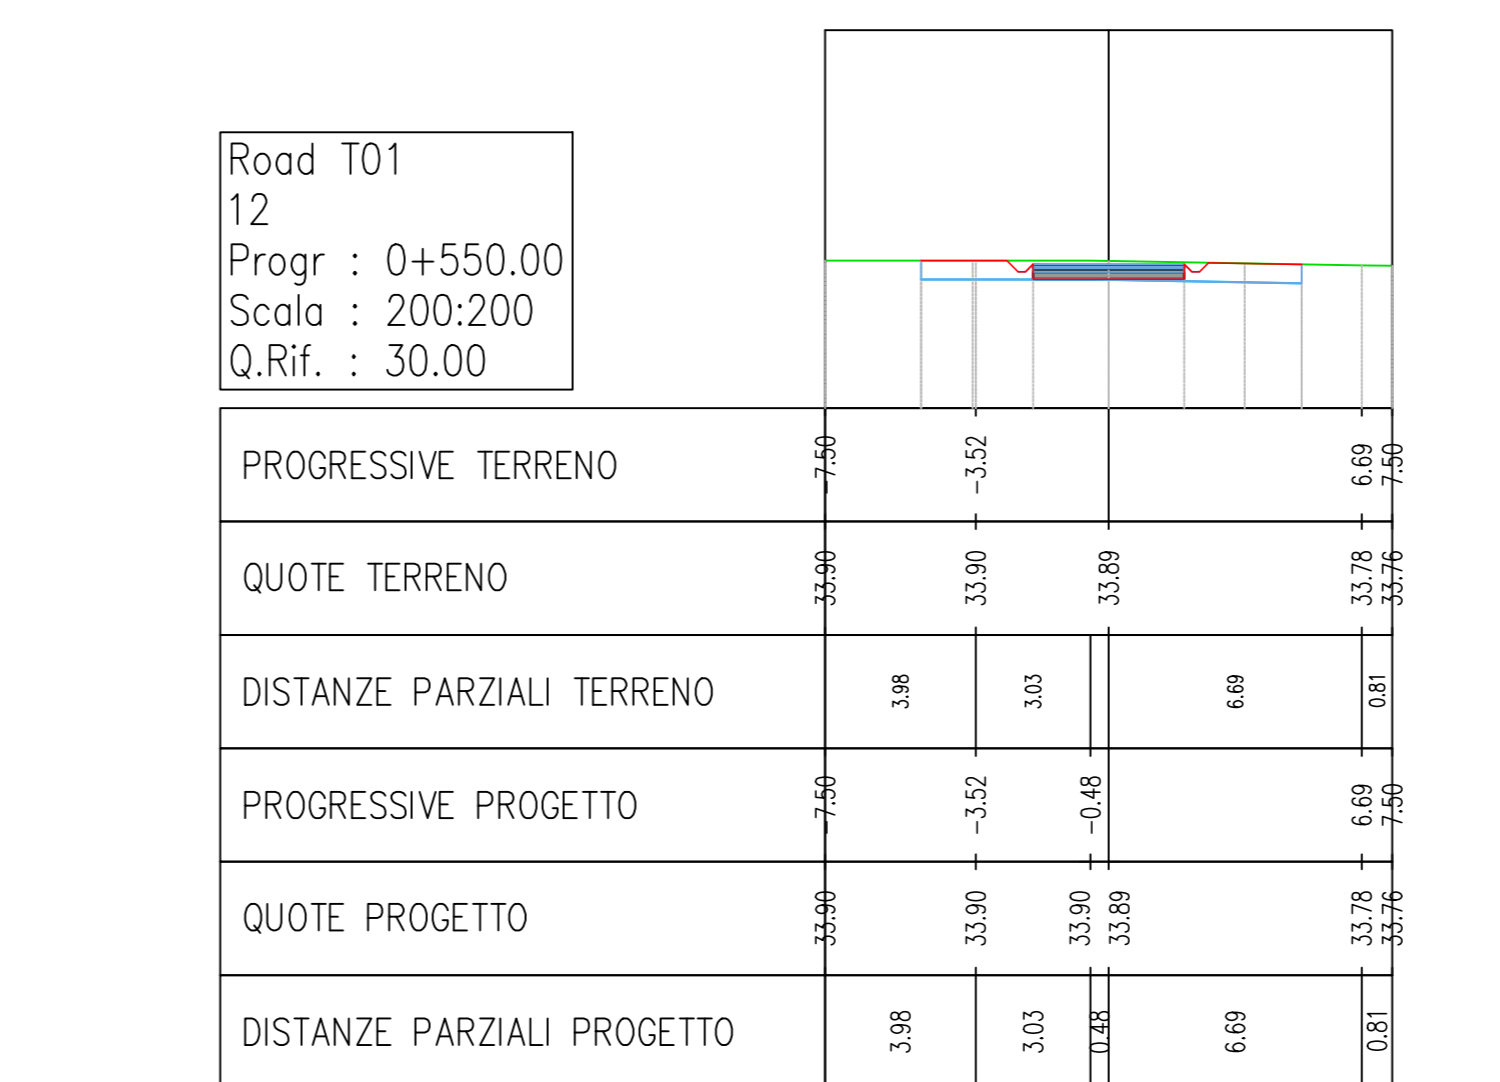 Road T01
12
Progr : 0+550.00
Scala : 200:200
Q.Rif. : 30.00
PROGRESSIVE TERRENO -7.50 -3.52 6.69 7.50
QUOTE TERRENO 33.90 33.90 33.89 33.78 33.76
DISTANZE PARZIALI TERRENO 3.98 3.03 6.69 0.81
PROGRESSIVE PROGETTO -7.50 -3.52 -0.48 6.69 7.50
QUOTE PROGETTO 33.90 33.90 33.90 33.89 33.78 33.76
DISTANZE PARZIALI PROGETTO 3.98 3.03 0.48 6.69 0.81